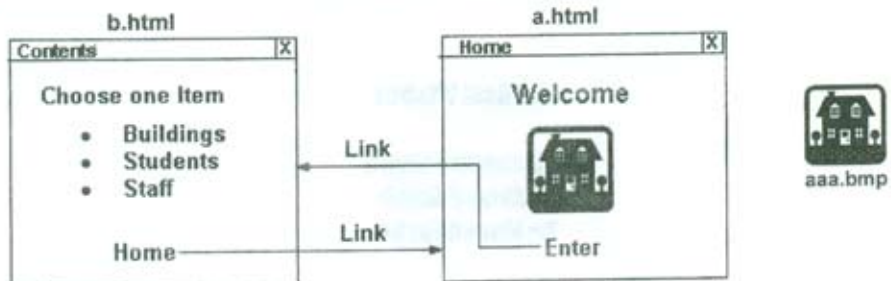 b.html
Contents X
Choose one Item
• Buildings
• Students
• Staff
Home
Link
Link
a.html
Home X
Welcome
Enter
aaa.bmp